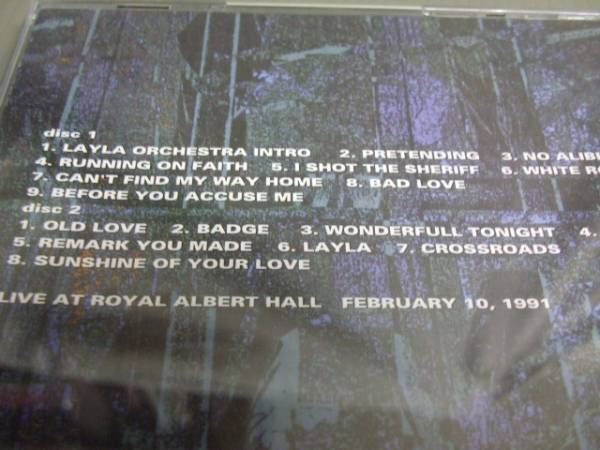 disc 1
1. LAYLA ORCHESTRA INTRO 2. PRETENDING 3. NO ALIB
4. RUNNING ON FAITH 5. I SHOT THE SHERIFF 6. WHITE RO
7. CAN'T FIND MY WAY HOME 8. BAD LOVE
9. BEFORE YOU ACCUSE ME
disc 2
1. OLD LOVE 2. BADGE 3. WONDERFULL TONIGHT 4.
5. REMARK YOU MADE 6. LAYLA 7. CROSSROADS
8. SUNSHINE OF YOUR LOVE
LIVE AT ROYAL ALBERT HALL FEBRUARY 10, 1991